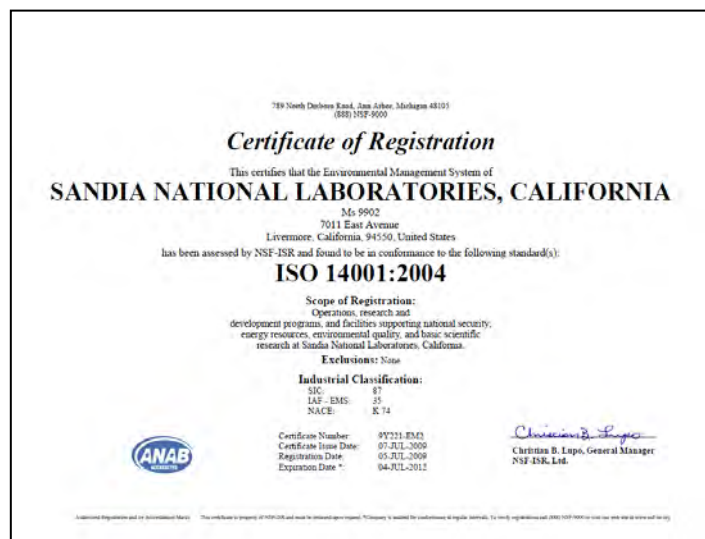 789 North Dixboro Road, Ann Arbor, Michigan 48105
(888) NSF-9000
Certificate of Registration
This certifies that the Environmental Management System of
SANDIA NATIONAL LABORATORIES, CALIFORNIA
Ms 9902
7011 East Avenue
Livermore, California, 94550, United States
has been assessed by NSF-ISR and found to be in conformance to the following standard(s):
ISO 14001:2004
Scope of Registration:
Operations, research and
development programs, and facilities supporting national security,
energy resources, environmental quality, and basic scientific
research at Sandia National Laboratories, California.
Exclusions: None
Industrial Classification:
SIC: 87
IAF - EMS: 35
NACE: K 74
Certificate Number: 9Y221-EM2
Certificate Issue Date: 07-JUL-2009
Registration Date: 05-JUL-2009
Expiration Date *: 04-JUL-2012
ANAB
ACCREDITED
Christian B. Lupo
Christian B. Lupo, General Manager
NSF-ISR, Ltd.